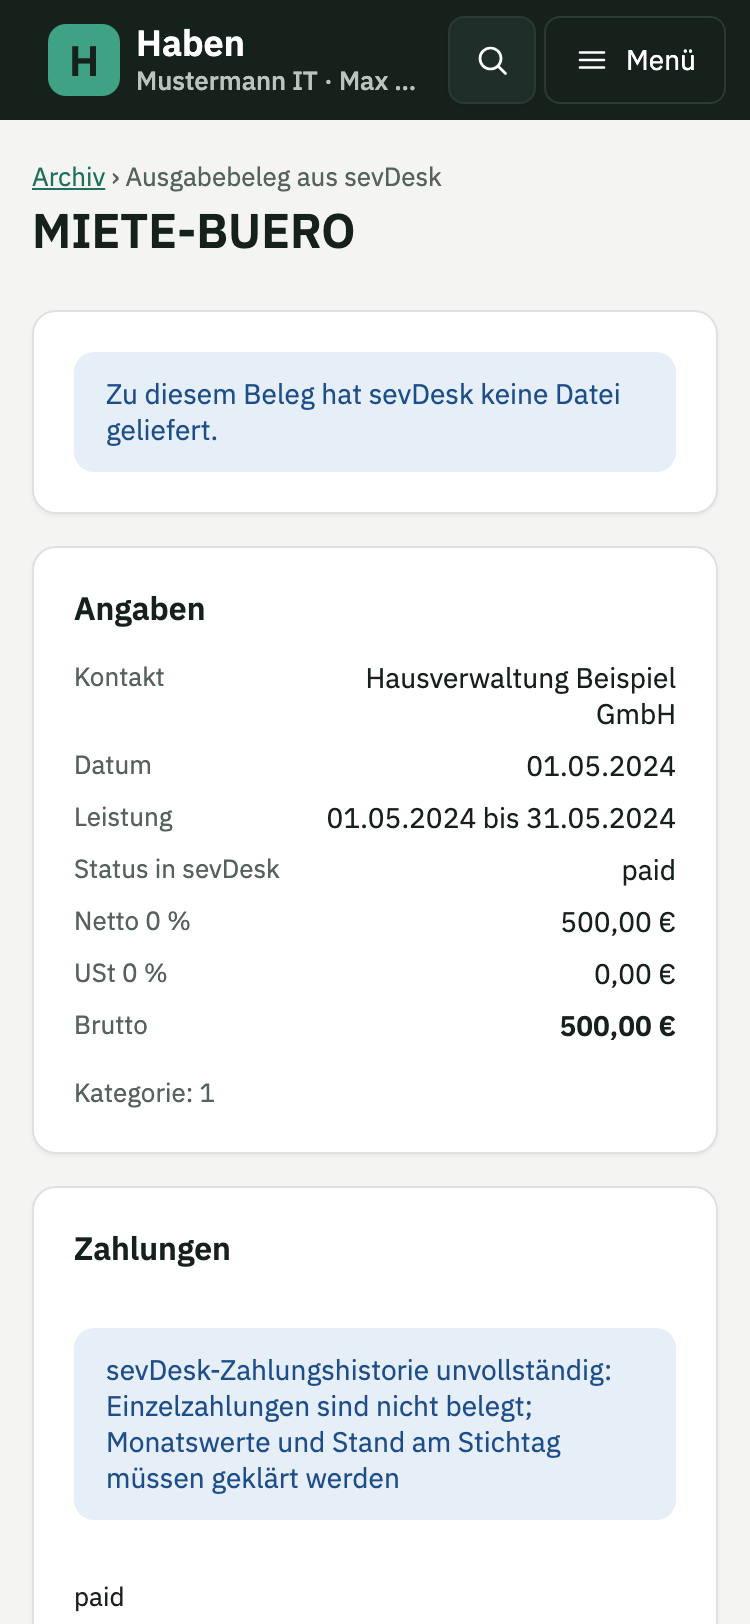 H
Haben
Mustermann IT · Max ...
Menü
Archiv › Ausgabebeleg aus sevDesk
MIETE-BUERO
Zu diesem Beleg hat sevDesk keine Datei
geliefert.
Angaben
Kontakt Hausverwaltung Beispiel
GmbH
Datum 01.05.2024
Leistung 01.05.2024 bis 31.05.2024
Status in sevDesk paid
Netto 0 % 500,00 €
USt 0 % 0,00 €
Brutto 500,00 €
Kategorie: 1
Zahlungen
sevDesk-Zahlungshistorie unvollständig:
Einzelzahlungen sind nicht belegt;
Monatswerte und Stand am Stichtag
müssen geklärt werden
paid